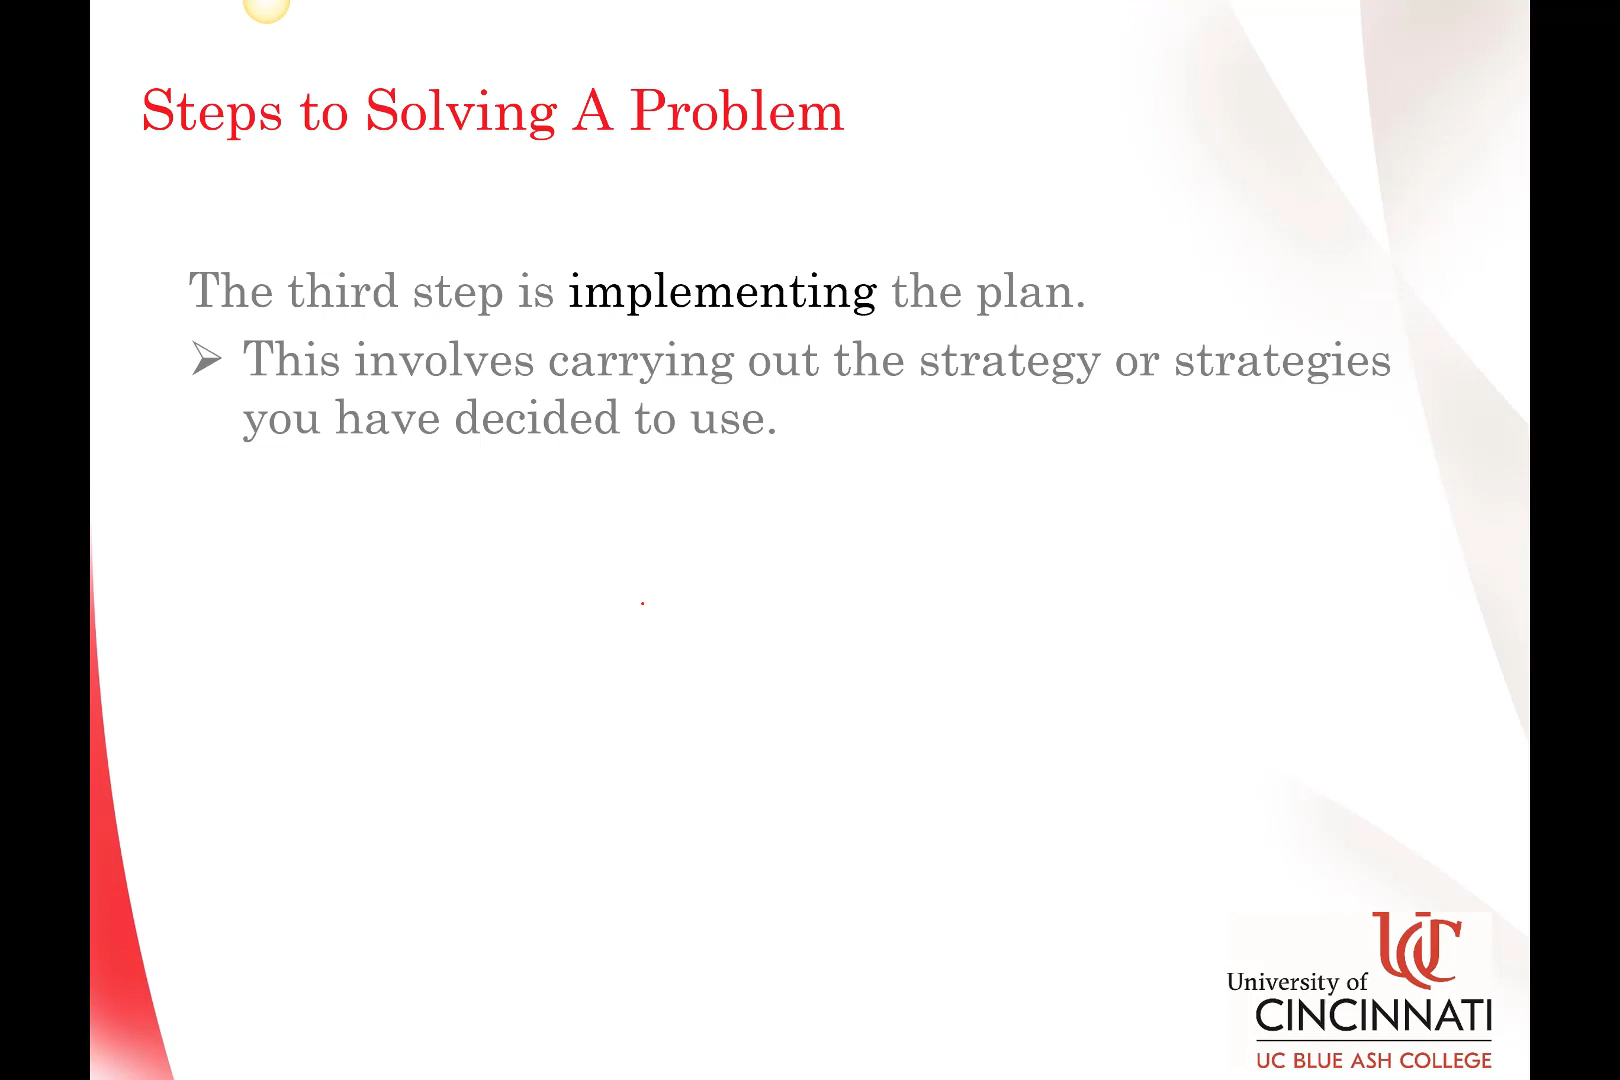 Steps to Solving A Problem
The third step is implementing the plan.
➢ This involves carrying out the strategy or strategies
you have decided to use.
UC
University of
CINCINNATI
UC BLUE ASH COLLEGE